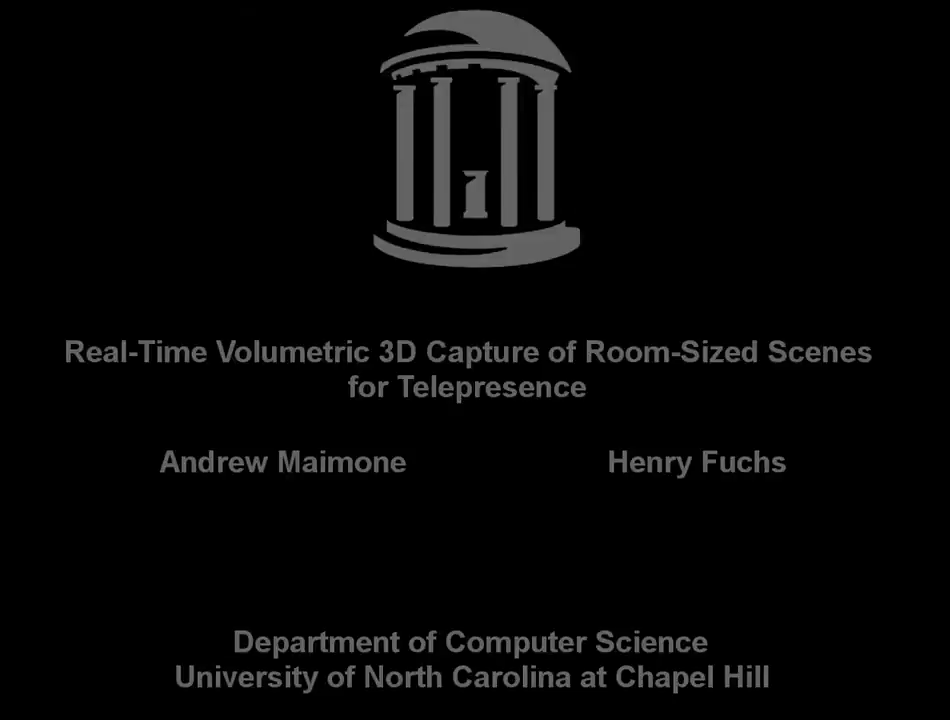 Real-Time Volumetric 3D Capture of Room-Sized Scenes
for Telepresence
Andrew Maimone Henry Fuchs
Department of Computer Science
University of North Carolina at Chapel Hill